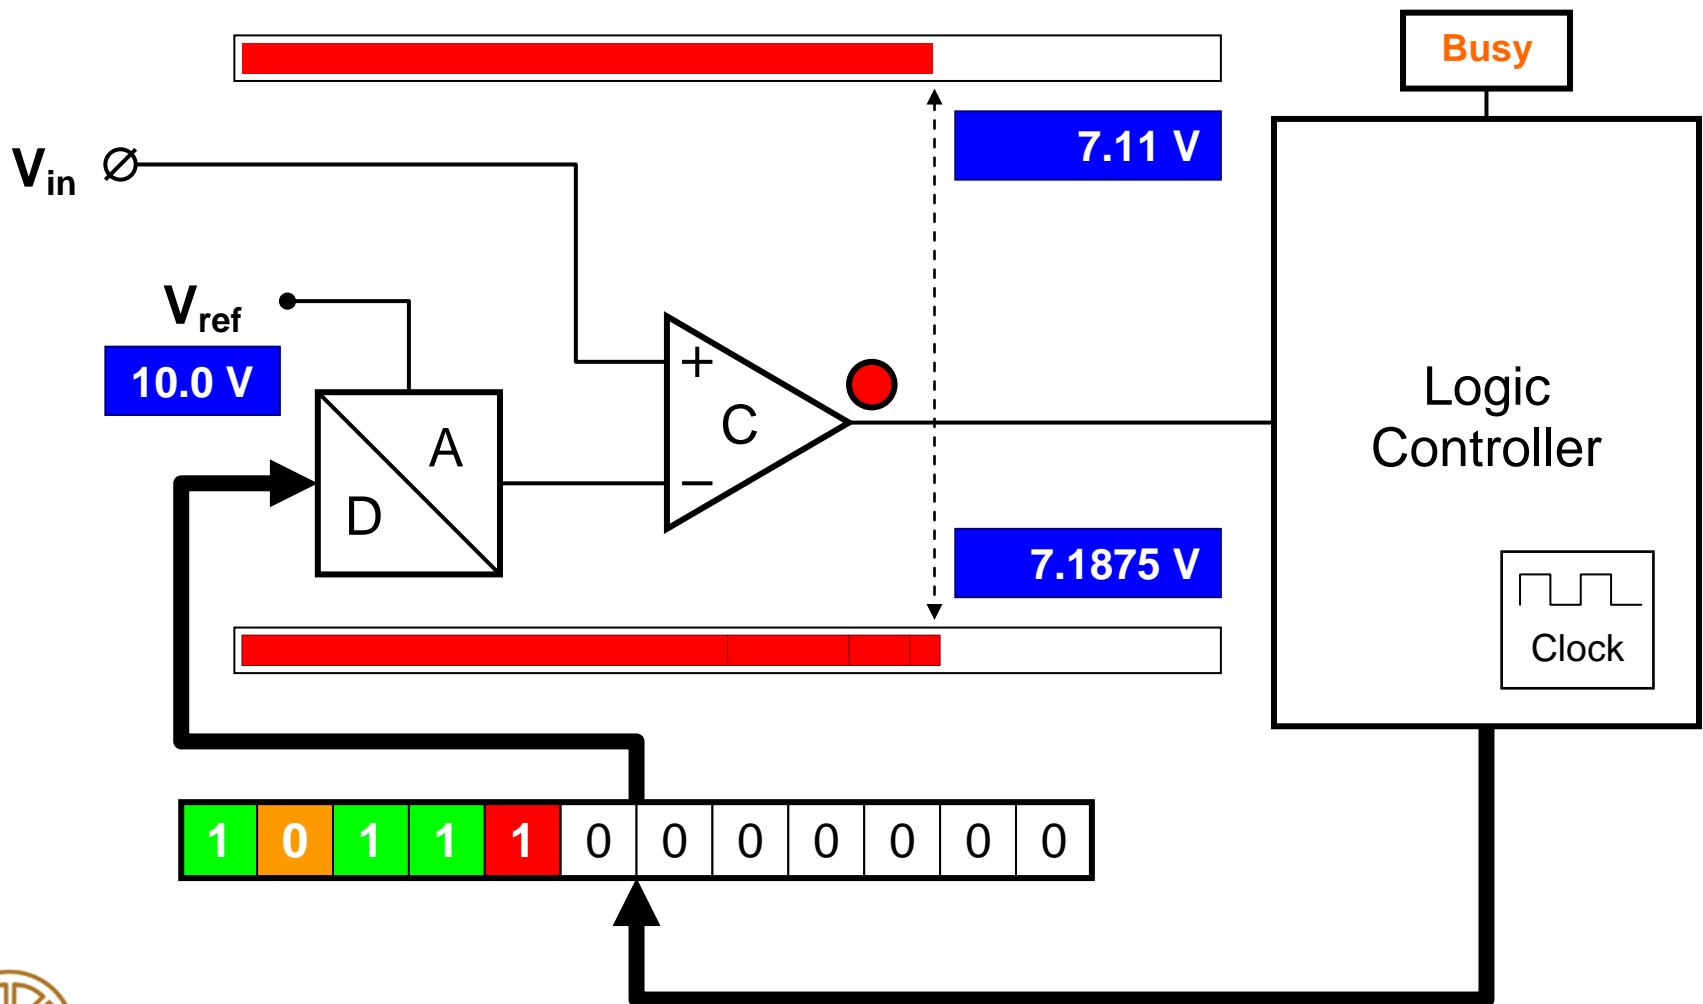 Busy
7.11 V
Vin
Vref
10.0 V
+
A
C
D
−
Logic
Controller
7.1875 V
Clock
1 0 1 1 1 0 0 0 0 0 0 0